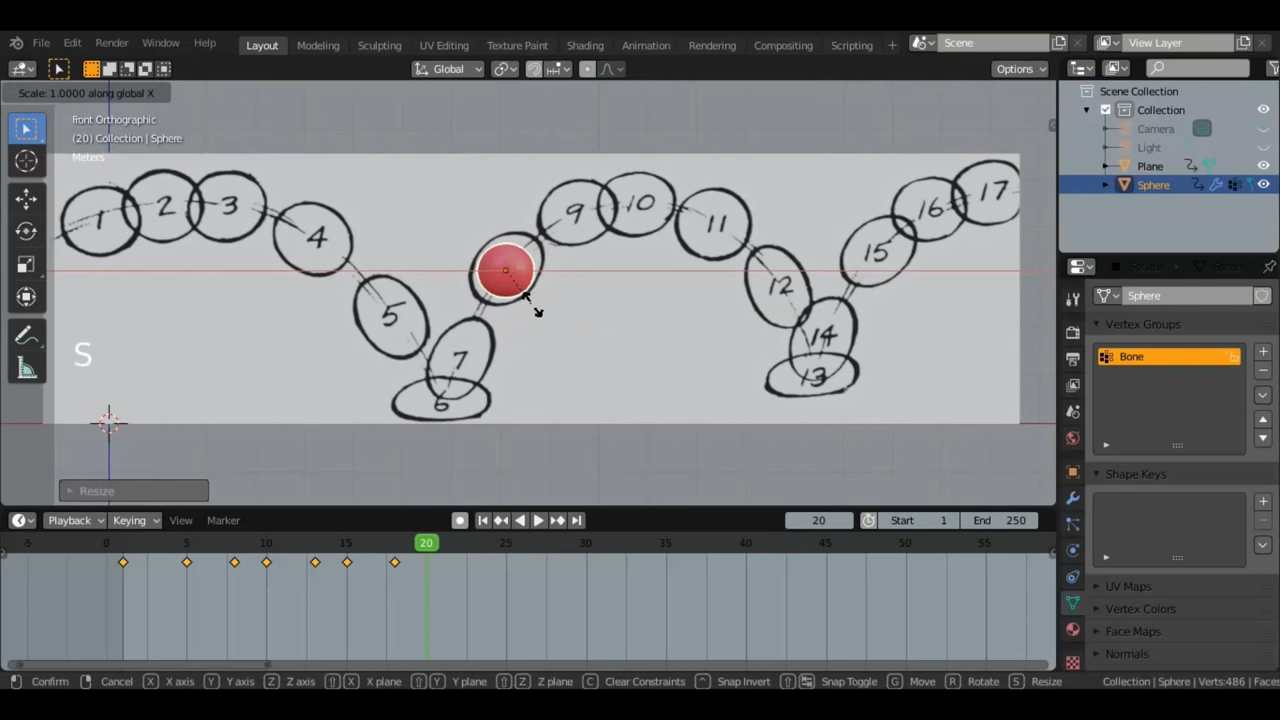 File Edit Render Window Help Layout Modeling Sculpting UV Editing Texture Paint Shading Animation Rendering Compositing Scripting + Scene View Layer
Global Options
Scale: 1.0000 along global X
Front Orthographic
(20) Collection | Sphere
Meters
Scene Collection
Collection
Camera
Light
Plane
Sphere
1 2 3 4 5 6 7 9 10 11 12 13 14 15 16 17
S
Resize
Sphere
Vertex Groups
Bone
Shape Keys
UV Maps
Vertex Colors
Face Maps
Normals
Playback Keying View Marker 20 Start 1 End 250
-5 0 5 10 15 20 25 30 35 40 45 50 55
Confirm Cancel X X axis Y Y axis Z Z axis X X plane Y Y plane Z Z plane C Clear Constraints Snap Invert Snap Toggle G Move R Rotate S Resize Collection | Sphere | Verts:486 | Faces